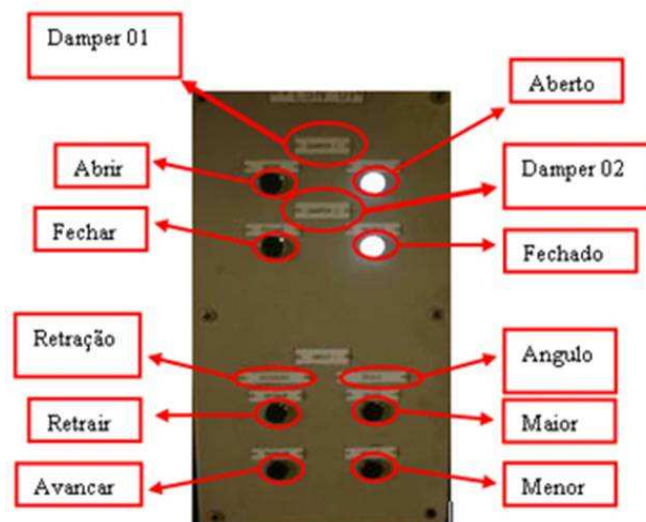 Damper 01
Aberto
Abrir
Damper 02
Fechar
Fechado
Retração
Angulo
Retrair
Maior
Avancar
Menor